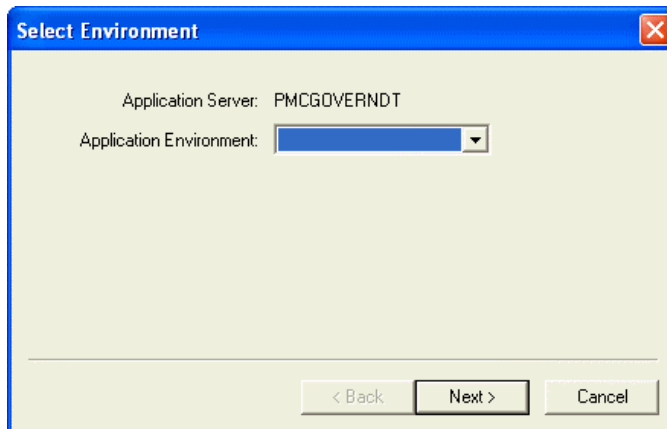 Select Environment
Application Server: PMCGOVERNDT
Application Environment:
< Back Next > Cancel